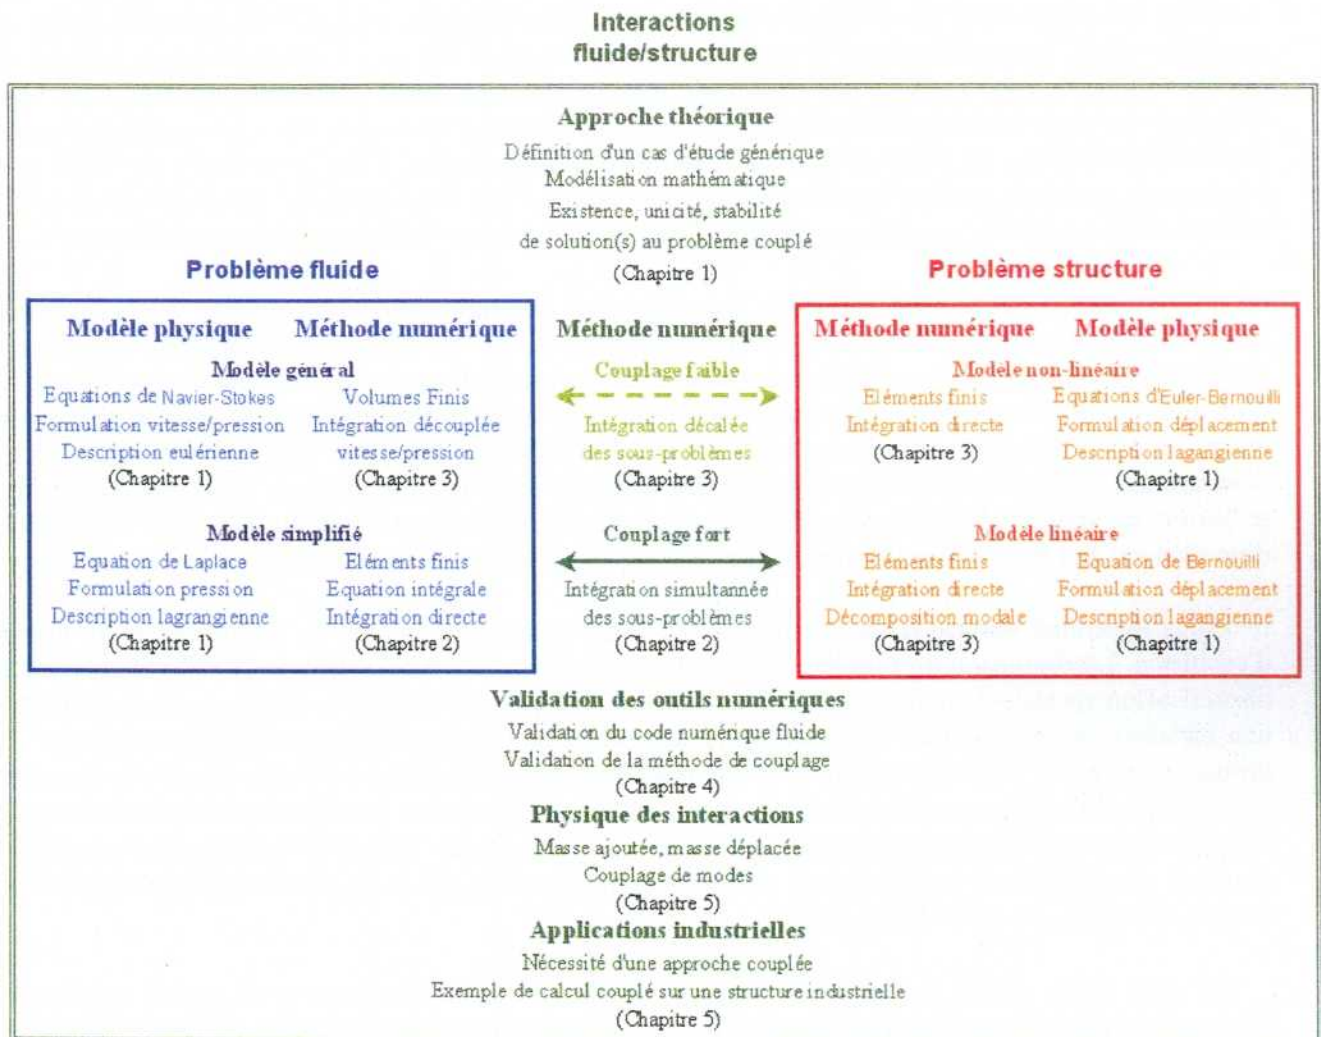 Interactions
fluide/structure
Approche théorique
Définition d'un cas d'étude générique
Modélisation mathématique
Existence, unicité, stabilité
de solution(s) au problème couplé
(Chapitre 1)
Problème fluide
Modèle physique
Méthode numérique
Modèle général
Equations de Navier-Stokes
Formulation vitesse/pression
Description eulérienne
(Chapitre 1)
Volumes Finis
Intégration découplée
vitesse/pression
(Chapitre 3)
Modèle simplifié
Equation de Laplace
Formulation pression
Description lagrangienne
(Chapitre 1)
Eléments finis
Equation intégrale
Intégration directe
(Chapitre 2)
Méthode numérique
Couplage faible
Intégration décalée
des sous-problèmes
(Chapitre 3)
Couplage fort
Intégration simultannée
des sous-problèmes
(Chapitre 2)
Problème structure
Méthode numérique
Modèle physique
Modèle non-linéaire
Eléments finis
Intégration directe
(Chapitre 3)
Equations d'Euler-Bernouilli
Formulation déplacement
Description lagangienne
(Chapitre 1)
Modèle linéaire
Eléments finis
Intégration directe
Décomposition modale
(Chapitre 3)
Equation de Bernouilli
Formulation déplacement
Description lagangienne
(Chapitre 1)
Validation des outils numériques
Validation du code numérique fluide
Validation de la méthode de couplage
(Chapitre 4)
Physique des interactions
Masse ajoutée, masse déplacée
Couplage de modes
(Chapitre 5)
Applications industrielles
Nécessité d'une approche couplée
Exemple de calcul couplé sur une structure industrielle
(Chapitre 5)